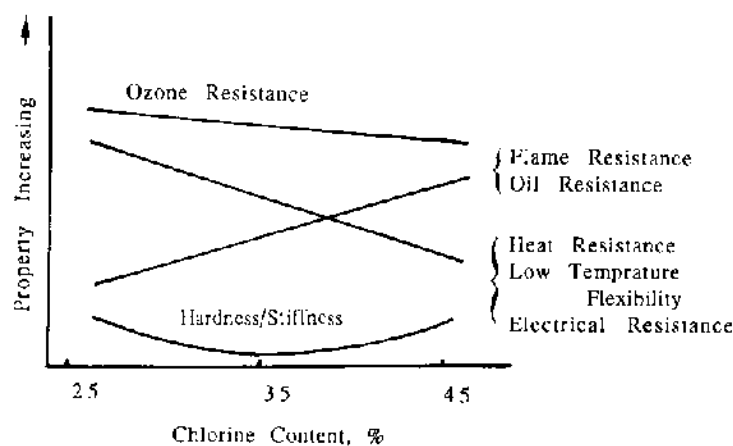 Ozone Resistance
Property Increasing
Flame Resistance
Oil Resistance
Heat Resistance
Low Temprature
Flexibility
Electrical Resistance
Hardness/Stiffness
25
35
45
Chlorine Content, %